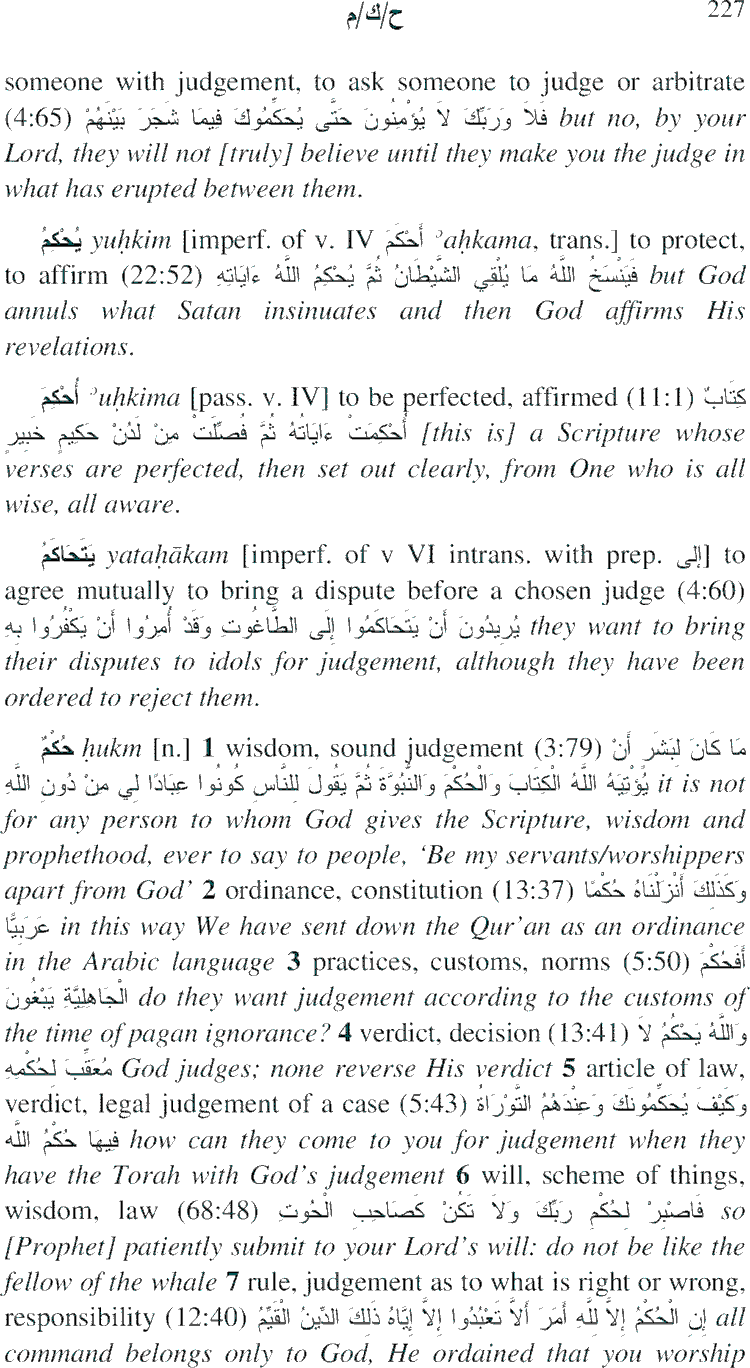 ح/ك/م 227
someone with judgement, to ask someone to judge or arbitrate
(4:65) فَلاَ وَرَبِّكَ لاَ يُؤْمِنُونَ حَتَّى يُحَكِّمُوكَ فِيمَا شَجَرَ بَيْنَهُمْ but no, by your
Lord, they will not [truly] believe until they make you the judge in
what has erupted between them.
يُحْكِمُ yuḥkim [imperf. of v. IV أَحْكَمَ ʾaḥkama, trans.] to protect,
to affirm (22:52) فَيَنْسَخُ اللَّهُ مَا يُلْقِي الشَّيْطَانُ ثُمَّ يُحْكِمُ اللَّهُ ءَايَاتِهِ but God
annuls what Satan insinuates and then God affirms His
revelations.
أُحْكِمَ ʾuḥkima [pass. v. IV] to be perfected, affirmed (11:1) كِتَابٌ
أُحْكِمَتْ ءَايَاتُهُ ثُمَّ فُصِّلَتْ مِنْ لَدُنْ حَكِيمٍ خَبِيرٍ [this is] a Scripture whose
verses are perfected, then set out clearly, from One who is all
wise, all aware.
يَتَحَاكَمُ yataḥākam [imperf. of v VI intrans. with prep. إلى] to
agree mutually to bring a dispute before a chosen judge (4:60)
يُرِيدُونَ أَنْ يَتَحَاكَمُوا إِلَى الطَّاغُوتِ وَقَدْ أُمِرُوا أَنْ يَكْفُرُوا بِهِ they want to bring
their disputes to idols for judgement, although they have been
ordered to reject them.
حُكْمٌ ḥukm [n.] 1 wisdom, sound judgement (3:79) مَا كَانَ لِبَشَرٍ أَنْ
يُؤْتِيَهُ اللَّهُ الْكِتَابَ وَالْحُكْمَ وَالنُّبُوَّةَ ثُمَّ يَقُولَ لِلنَّاسِ كُونُوا عِبَادًا لِي مِنْ دُونِ اللَّهِ it is not
for any person to whom God gives the Scripture, wisdom and
prophethood, ever to say to people, ‘Be my servants/worshippers
apart from God’ 2 ordinance, constitution (13:37) وَكَذَلِكَ أَنْزَلْنَاهُ حُكْمًا
عَرَبِيًّا in this way We have sent down the Qur’an as an ordinance
in the Arabic language 3 practices, customs, norms (5:50) أَفَحُكْمَ
الْجَاهِلِيَّةِ يَبْغُونَ do they want judgement according to the customs of
the time of pagan ignorance? 4 verdict, decision (13:41) وَاللَّهُ يَحْكُمُ لاَ
مُعَقِّبَ لِحُكْمِهِ God judges; none reverse His verdict 5 article of law,
verdict, legal judgement of a case (5:43) وَكَيْفَ يُحَكِّمُونَكَ وَعِنْدَهُمُ التَّوْرَاةُ
فِيهَا حُكْمُ اللَّهِ how can they come to you for judgement when they
have the Torah with God’s judgement 6 will, scheme of things,
wisdom, law (68:48) فَاصْبِرْ لِحُكْمِ رَبِّكَ وَلاَ تَكُنْ كَصَاحِبِ الْحُوتِ so
[Prophet] patiently submit to your Lord’s will: do not be like the
fellow of the whale 7 rule, judgement as to what is right or wrong,
responsibility (12:40) إِنِ الْحُكْمُ إِلاَّ لِلَّهِ أَمَرَ أَلاَّ تَعْبُدُوا إِلاَّ إِيَّاهُ ذَلِكَ الدِّينُ الْقَيِّمُ all
command belongs only to God, He ordained that you worship